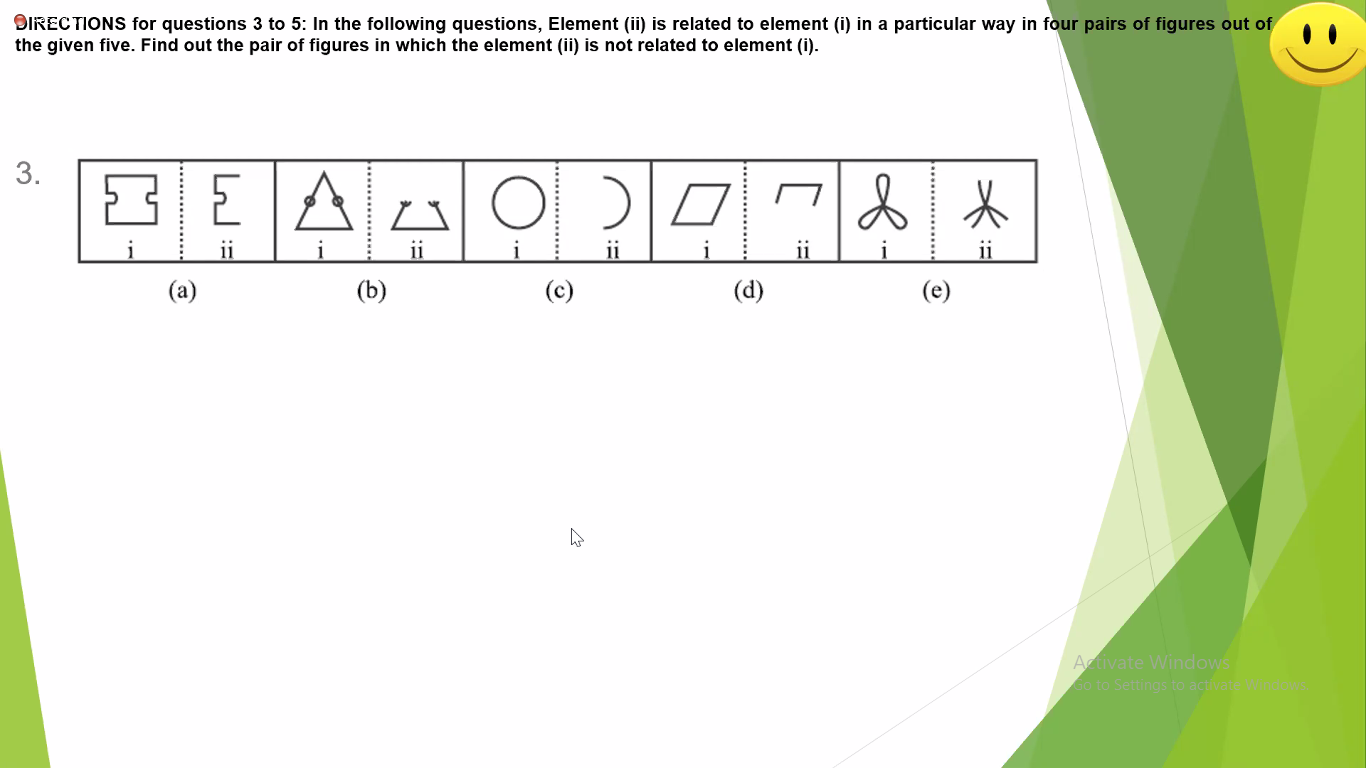 DIRECTIONS for questions 3 to 5: In the following questions, Element (ii) is related to element (i) in a particular way in four pairs of figures out of
the given five. Find out the pair of figures in which the element (ii) is not related to element (i).
3.
i ii i ii i ii i ii i ii
(a) (b) (c) (d) (e)
Activate Windows
Go to Settings to activate Windows.